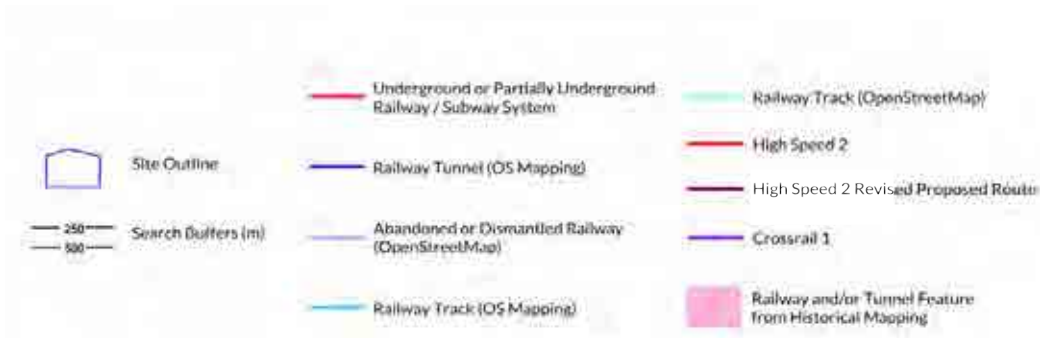 Site Outline
250
500
Search Buffers (m)
Underground or Partially Underground
Railway / Subway System
Railway Tunnel (OS Mapping)
Abandoned or Dismantled Railway
(OpenStreetMap)
Railway Track (OS Mapping)
Railway Track (OpenStreetMap)
High Speed 2
High Speed 2 Revised Proposed Route
Crossrail 1
Railway and/or Tunnel Feature
from Historical Mapping